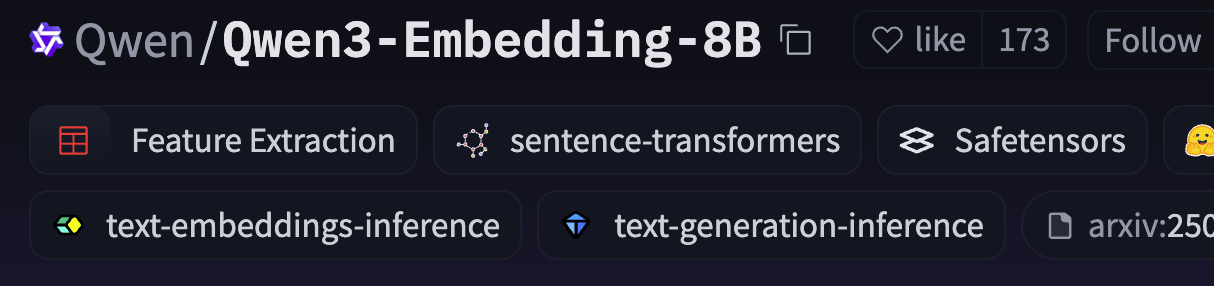 Qwen/Qwen3-Embedding-8B like 173 Follow
Feature Extraction sentence-transformers Safetensors
text-embeddings-inference text-generation-inference arxiv:250